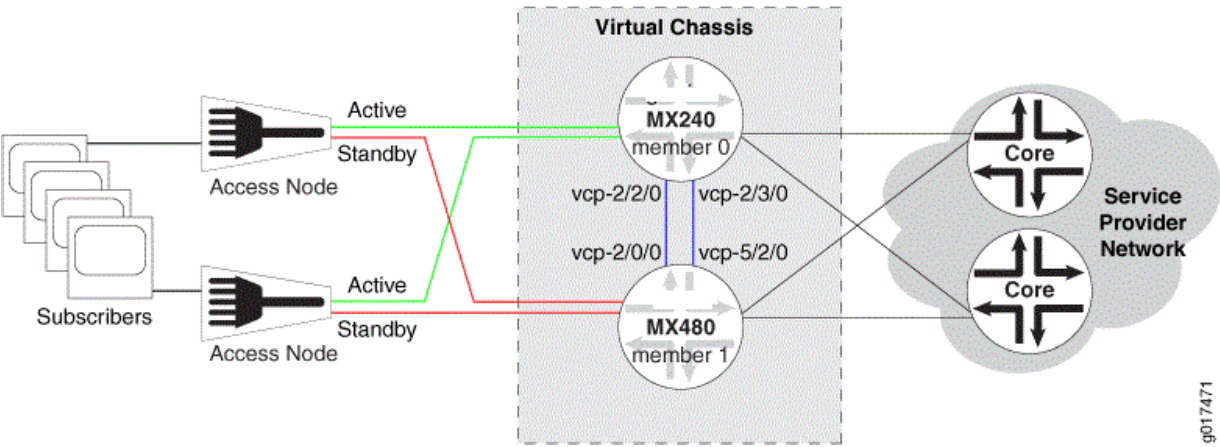 Virtual Chassis
Active
Standby
Access Node
MX240
member 0
vcp-2/2/0
vcp-2/3/0
vcp-2/0/0
vcp-5/2/0
Core
Service
Provider
Network
Core
Subscribers
Active
Standby
Access Node
MX480
member 1
g017471